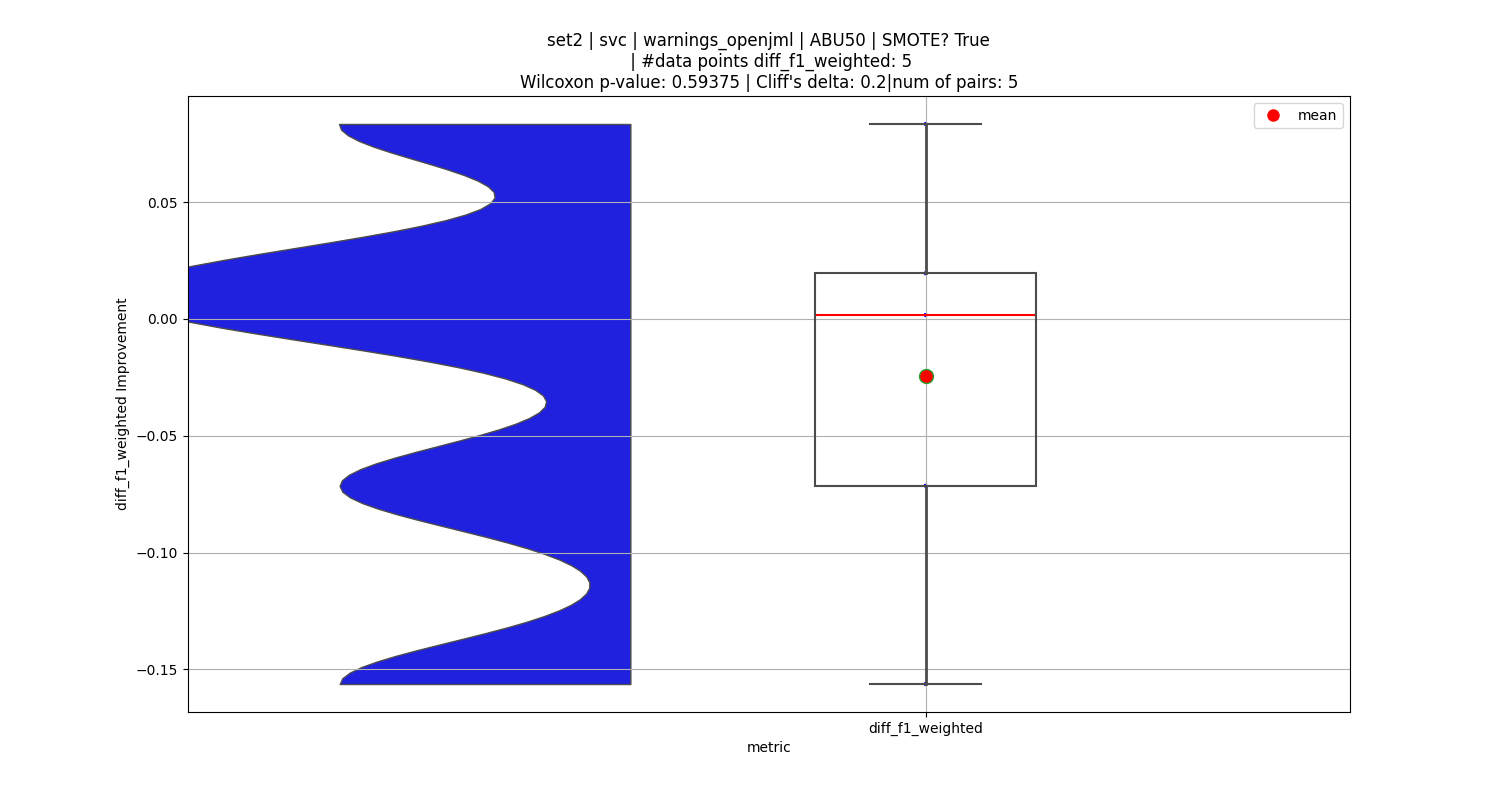 set2 | svc | warnings_openjml | ABU50 | SMOTE? True
| #data points diff_f1_weighted: 5
Wilcoxon p-value: 0.59375 | Cliff's delta: 0.2|num of pairs: 5
mean
0.05
0.00
−0.05
−0.10
−0.15
diff_f1_weighted Improvement
diff_f1_weighted
metric